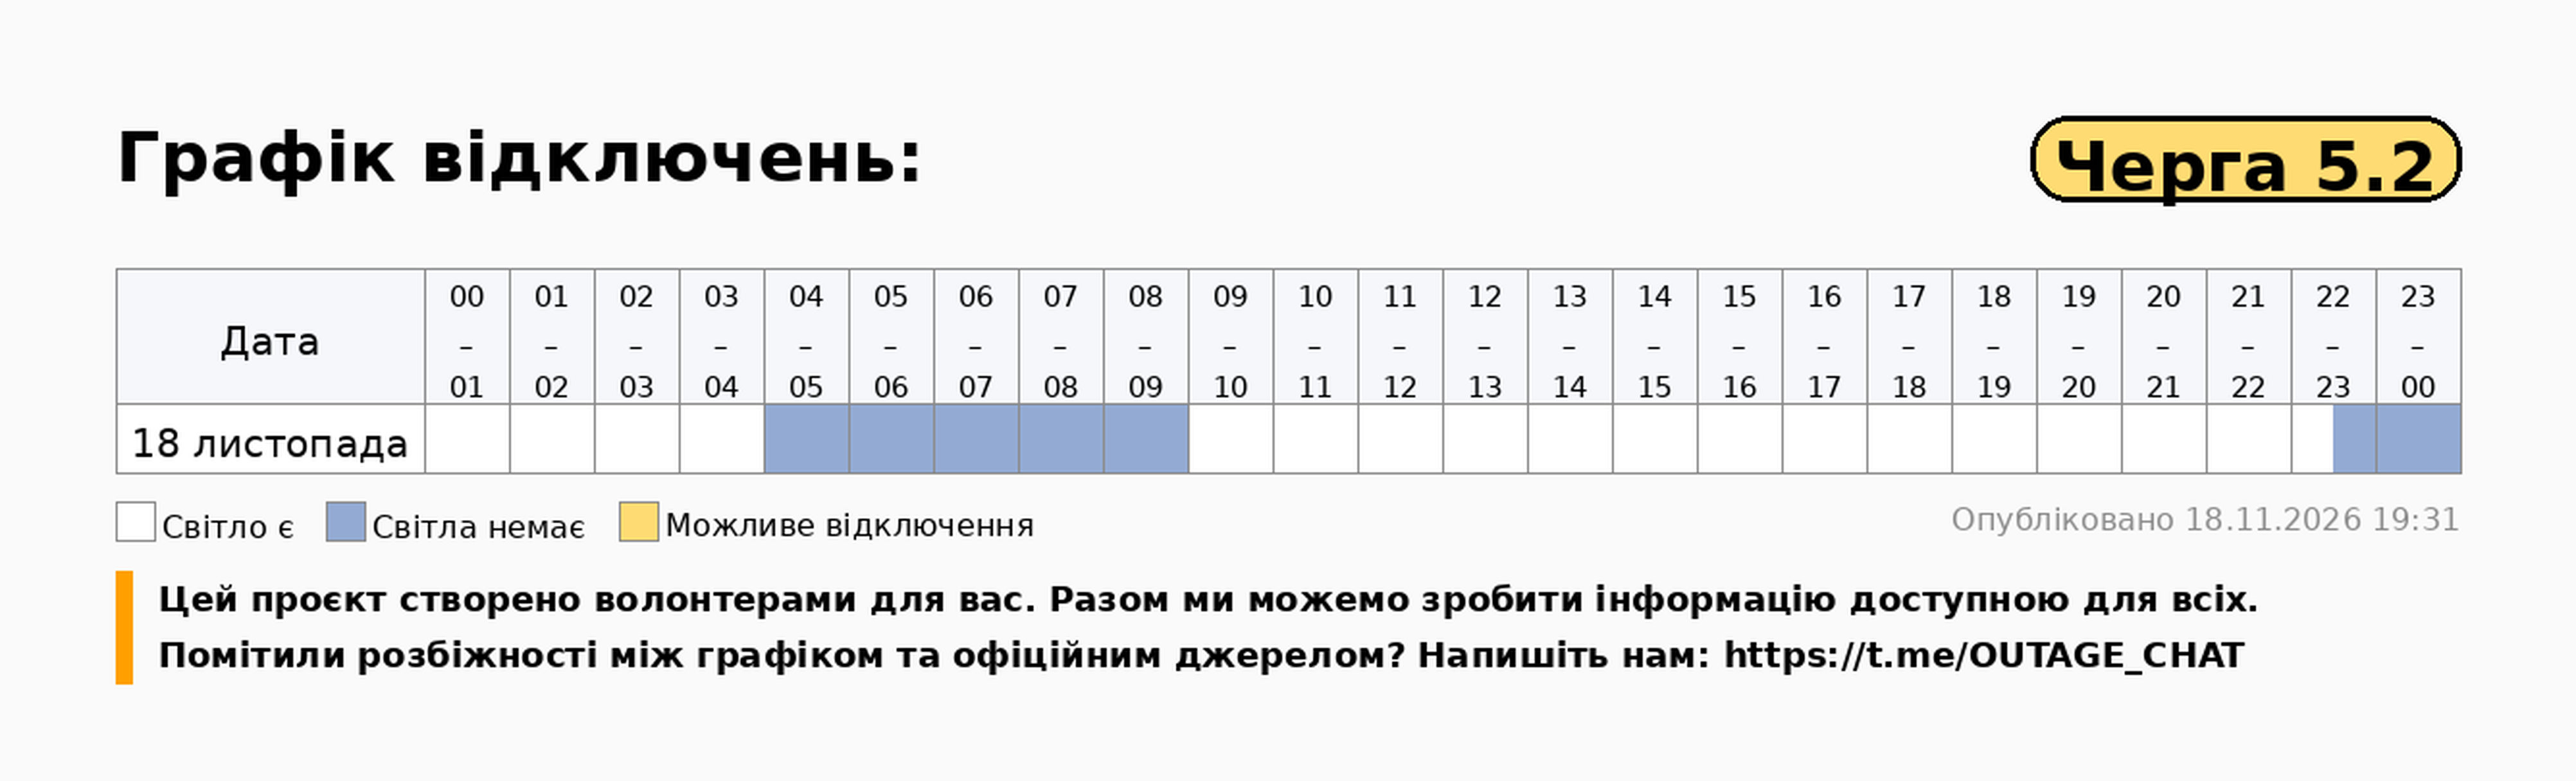 Графік відключень:
Черга 5.2
Дата 00 – 01 01 – 02 02 – 03 03 – 04 04 – 05 05 – 06 06 – 07 07 – 08 08 – 09 09 – 10 10 – 11 11 – 12 12 – 13 13 – 14 14 – 15 15 – 16 16 – 17 17 – 18 18 – 19 19 – 20 20 – 21 21 – 22 22 – 23 23 – 00
18 листопада
Світло є Світла немає Можливе відключення
Опубліковано 18.11.2026 19:31
Цей проєкт створено волонтерами для вас. Разом ми можемо зробити інформацію доступною для всіх.
Помітили розбіжності між графіком та офіційним джерелом? Напишіть нам: https://t.me/OUTAGE_CHAT